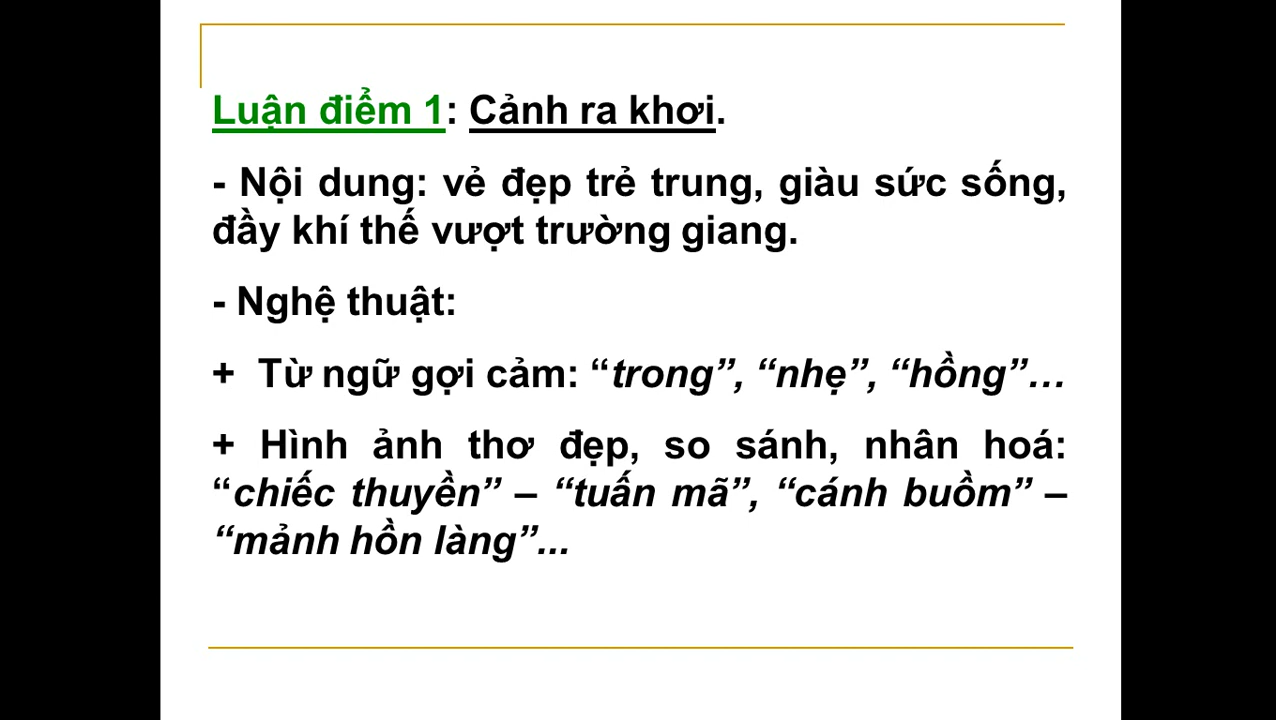 Luận điểm 1: Cảnh ra khơi.
- Nội dung: vẻ đẹp trẻ trung, giàu sức sống,
đầy khí thế vượt trường giang.
- Nghệ thuật:
+ Từ ngữ gợi cảm: “trong”, “nhẹ”, “hồng”…
+ Hình ảnh thơ đẹp, so sánh, nhân hoá:
“chiếc thuyền” – “tuấn mã”, “cánh buồm” –
“mảnh hồn làng”...